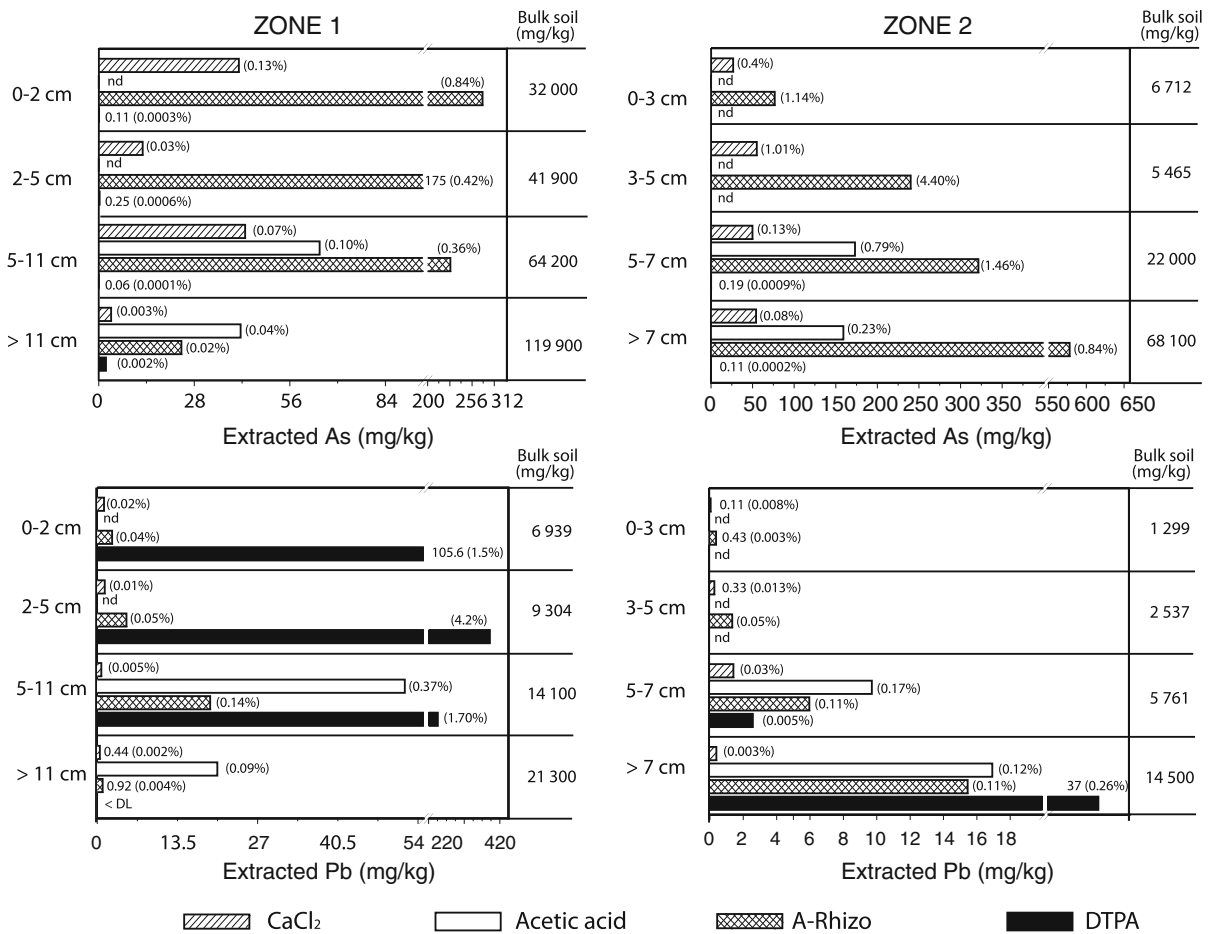 ZONE 1
Bulk soil
(mg/kg)
0-2 cm
(0.13%)
nd
(0.84%)
0.11 (0.0003%)
32 000
2-5 cm
(0.03%)
nd
175 (0.42%)
0.25 (0.0006%)
41 900
5-11 cm
(0.07%)
(0.10%)
(0.36%)
0.06 (0.0001%)
64 200
> 11 cm
(0.003%)
(0.04%)
(0.02%)
(0.002%)
119 900
0 28 56 84 200 256 312
Extracted As (mg/kg)
ZONE 2
Bulk soil
(mg/kg)
0-3 cm
(0.4%)
nd
(1.14%)
nd
6 712
3-5 cm
(1.01%)
nd
(4.40%)
nd
5 465
5-7 cm
(0.13%)
(0.79%)
(1.46%)
0.19 (0.0009%)
22 000
> 7 cm
(0.08%)
(0.23%)
(0.84%)
0.11 (0.0002%)
68 100
0 50 100 150 200 250 300 350 550 600 650
Extracted As (mg/kg)
Bulk soil
(mg/kg)
0-2 cm
(0.02%)
nd
(0.04%)
105.6 (1.5%)
6 939
2-5 cm
(0.01%)
nd
(0.05%)
(4.2%)
9 304
5-11 cm
(0.005%)
(0.37%)
(0.14%)
(1.70%)
14 100
> 11 cm
0.44 (0.002%)
(0.09%)
0.92 (0.004%)
< DL
21 300
0 13.5 27 40.5 54 220 420
Extracted Pb (mg/kg)
Bulk soil
(mg/kg)
0-3 cm
0.11 (0.008%)
nd
0.43 (0.003%)
nd
1 299
3-5 cm
0.33 (0.013%)
nd
(0.05%)
nd
2 537
5-7 cm
(0.03%)
(0.17%)
(0.11%)
(0.005%)
5 761
> 7 cm
(0.003%)
(0.12%)
(0.11%)
37 (0.26%)
14 500
0 2 4 6 8 10 12 14 16 18
Extracted Pb (mg/kg)
CaCl₂ Acetic acid A-Rhizo DTPA